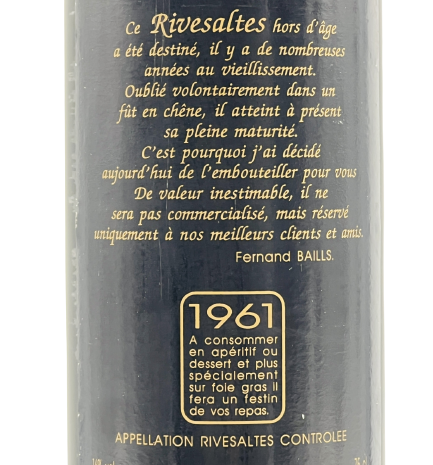 Ce Rivesaltes hors d'âge
a été destiné, il y a de nombreuses
années au vieillissement.
Oublié volontairement dans un
fût en chêne, il atteint à présent
sa pleine maturité.
C'est pourquoi j'ai décidé
aujourd'hui de l'embouteiller pour vous
De valeur inestimable, il ne
sera pas commercialisé, mais réservé
uniquement à nos meilleurs clients et amis.
Fernand BAILLS.
1961
A consommer
en apéritif ou
dessert et plus
spécialement
sur foie gras il
fera un festin
de vos repas.
APPELLATION RIVESALTES CONTROLEE